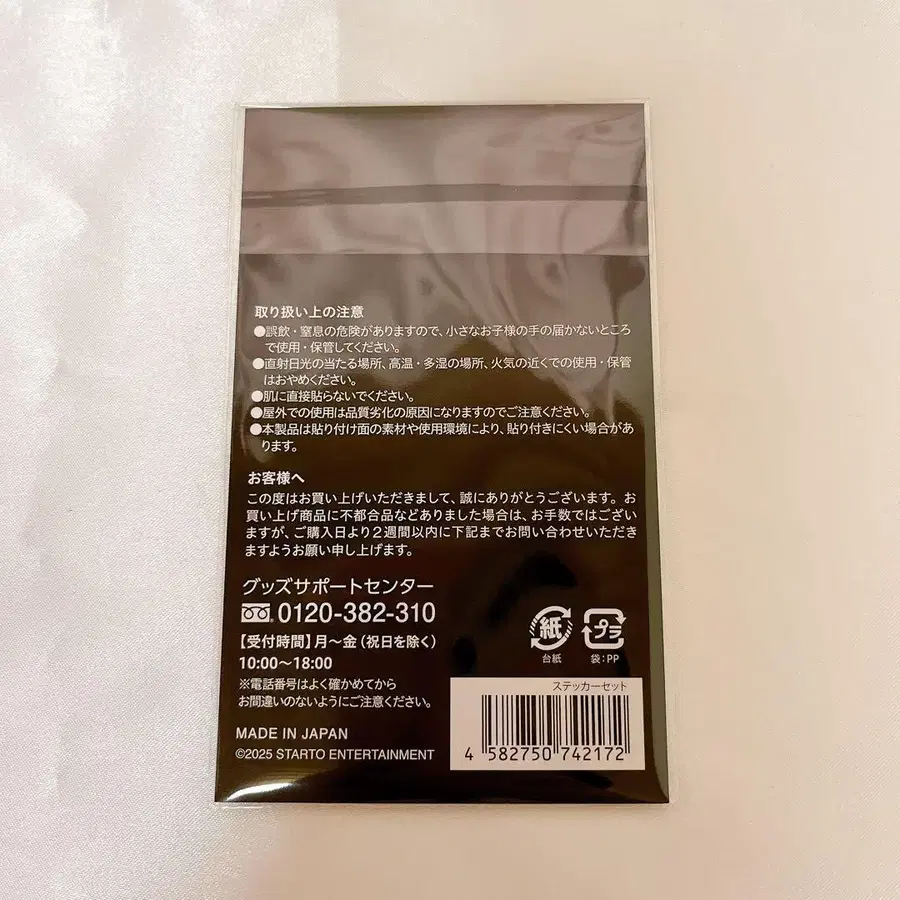 取り扱い上の注意
●誤飲・窒息の危険がありますので、小さなお子様の手の届かないところ
で使用・保管してください。
●直射日光の当たる場所、高温・多湿の場所、火気の近くでの使用・保管
はおやめください。
●肌に直接貼らないでください。
●屋外での使用は品質劣化の原因になりますのでご注意ください。
●本製品は貼り付け面の素材や使用環境により、貼り付きにくい場合があ
ります。
お客様へ
この度はお買い上げいただきまして、誠にありがとうございます。お
買い上げ商品に不都合品などありました場合は、お手数ではござい
ますが、ご購入日より2週間以内に下記までお問い合わせいただき
ますようお願い申し上げます。
グッズサポートセンター
0120-382-310
【受付時間】月〜金（祝日を除く）
10:00〜18:00
※電話番号はよく確かめてから
お間違いのないようにご注意ください。
MADE IN JAPAN
©2025 STARTO ENTERTAINMENT
紙
台紙
プラ
袋:PP
ステッカーセット
4 582750 742172